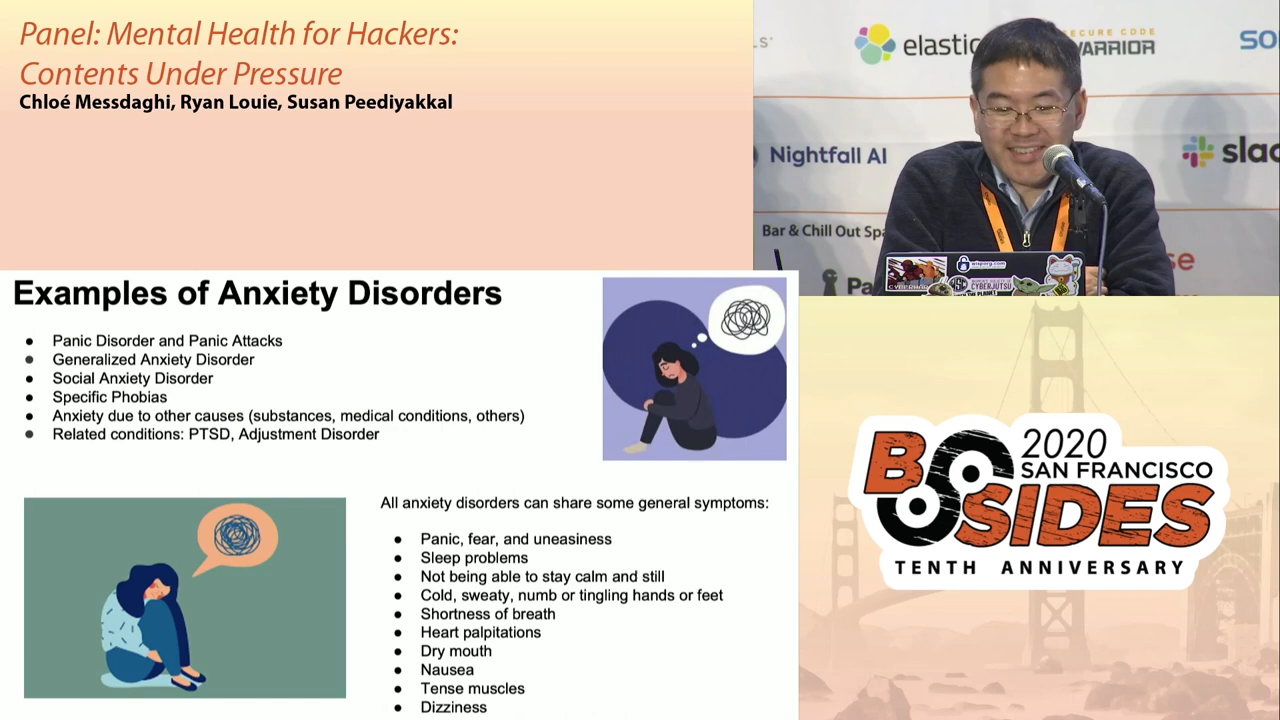 Panel: Mental Health for Hackers:
Contents Under Pressure
Chloé Messdaghi, Ryan Louie, Susan Peediyakkal
elastic
SECURE CODE
WARRIOR
Nightfall AI
slac
Bar & Chill Out Spa
Examples of Anxiety Disorders
● Panic Disorder and Panic Attacks
● Generalized Anxiety Disorder
● Social Anxiety Disorder
● Specific Phobias
● Anxiety due to other causes (substances, medical conditions, others)
● Related conditions: PTSD, Adjustment Disorder
All anxiety disorders can share some general symptoms:
● Panic, fear, and uneasiness
● Sleep problems
● Not being able to stay calm and still
● Cold, sweaty, numb or tingling hands or feet
● Shortness of breath
● Heart palpitations
● Dry mouth
● Nausea
● Tense muscles
● Dizziness
2020
SAN FRANCISCO
BSIDES
TENTH ANNIVERSARY